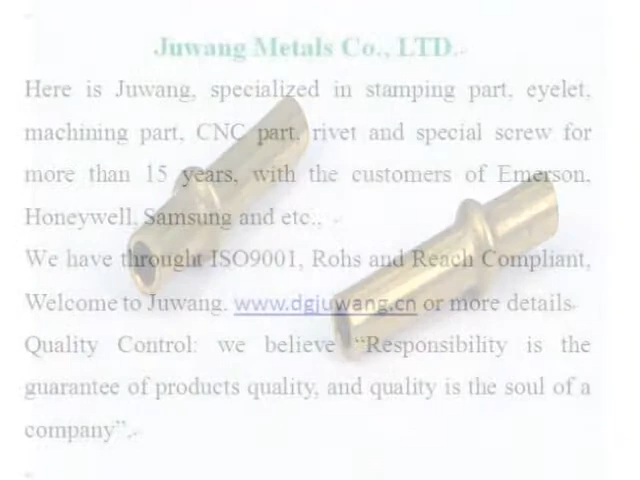 Juwang Metals Co., LTD.
Here is Juwang, specialized in stamping part, eyelet,
machining part, CNC part, rivet and special screw for
more than 15 years, with the customers of Emerson,
Honeywell, Samsung and etc..
We have throught ISO9001, Rohs and Reach Compliant,
Welcome to Juwang. www.dgjuwang.cn or more details
Quality Control: we believe “Responsibility is the
guarantee of products quality, and quality is the soul of a
company”.